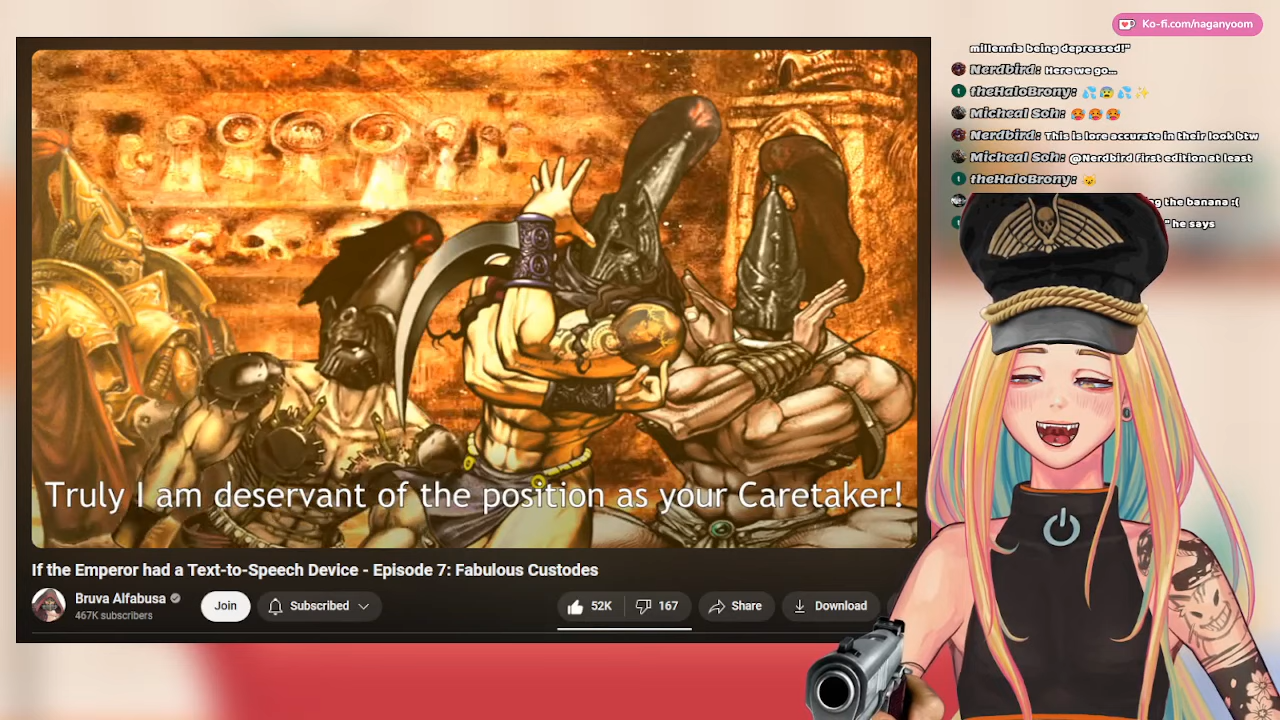 Ko-fi.com/naganyoom
millennia being depressed!"
Nerdbird: Here we go...
theHaloBrony: 💦😰💦✨
Micheal Soh: 🥵🥵🥵
Nerdbird: This is lore accurate in their look btw
Micheal Soh: @Nerdbird first edition at least
theHaloBrony: 😼
the banana :(
" he says
Truly I am deservant of the position as your Caretaker!
If the Emperor had a Text-to-Speech Device - Episode 7: Fabulous Custodes
Bruva Alfabusa
467K subscribers
Join
Subscribed
52K
167
Share
Download